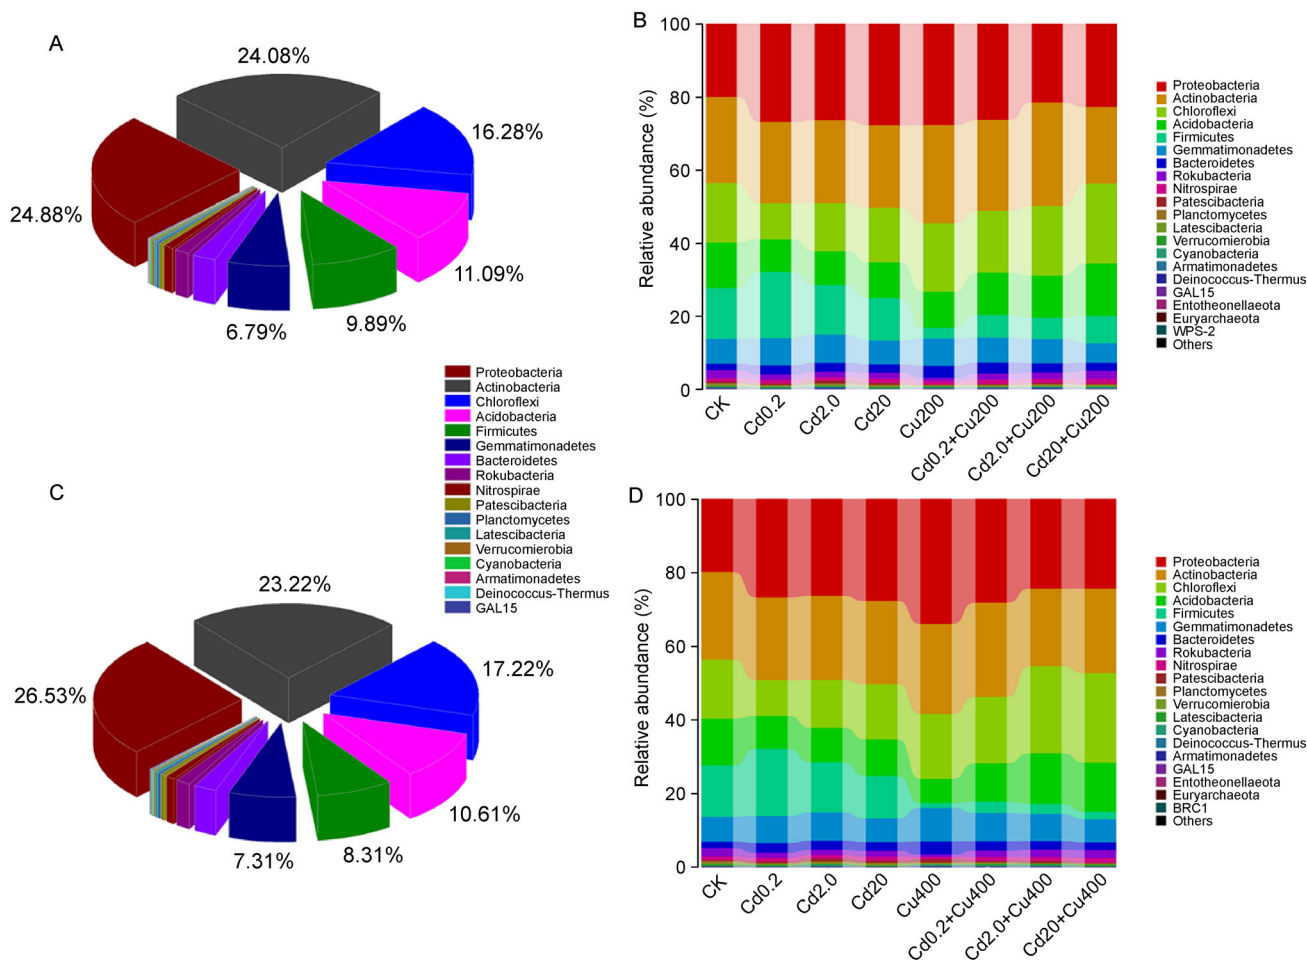 A
24.08%
16.28%
24.88%
11.09%
9.89%
6.79%
Proteobacteria
Actinobacteria
Chloroflexi
Acidobacteria
Firmicutes
Gemmatimonadetes
Bacteroidetes
Rokubacteria
Nitrospirae
Patescibacteria
Planctomycetes
Latescibacteria
Verrucomierobia
Cyanobacteria
Armatimonadetes
Deinococcus-Thermus
GAL15
C
23.22%
17.22%
26.53%
10.61%
8.31%
7.31%
B
Relative abundance (%)
100
80
60
40
20
0
CK
Cd0.2
Cd2.0
Cd20
Cu200
Cd0.2+Cu200
Cd2.0+Cu200
Cd20+Cu200
Proteobacteria
Actinobacteria
Chloroflexi
Acidobacteria
Firmicutes
Gemmatimonadetes
Bacteroidetes
Rokubacteria
Nitrospirae
Patescibacteria
Planctomycetes
Latescibacteria
Verrucomierobia
Cyanobacteria
Armatimonadetes
Deinococcus-Thermus
GAL15
Entotheonellaeota
Euryarchaeota
WPS-2
Others
D
Relative abundance (%)
100
80
60
40
20
0
CK
Cd0.2
Cd2.0
Cd20
Cu400
Cd0.2+Cu400
Cd2.0+Cu400
Cd20+Cu400
Proteobacteria
Actinobacteria
Chloroflexi
Acidobacteria
Firmicutes
Gemmatimonadetes
Bacteroidetes
Rokubacteria
Nitrospirae
Patescibacteria
Planctomycetes
Verrucomierobia
Latescibacteria
Cyanobacteria
Deinococcus-Thermus
Armatimonadetes
GAL15
Entotheonellaeota
Euryarchaeota
BRC1
Others